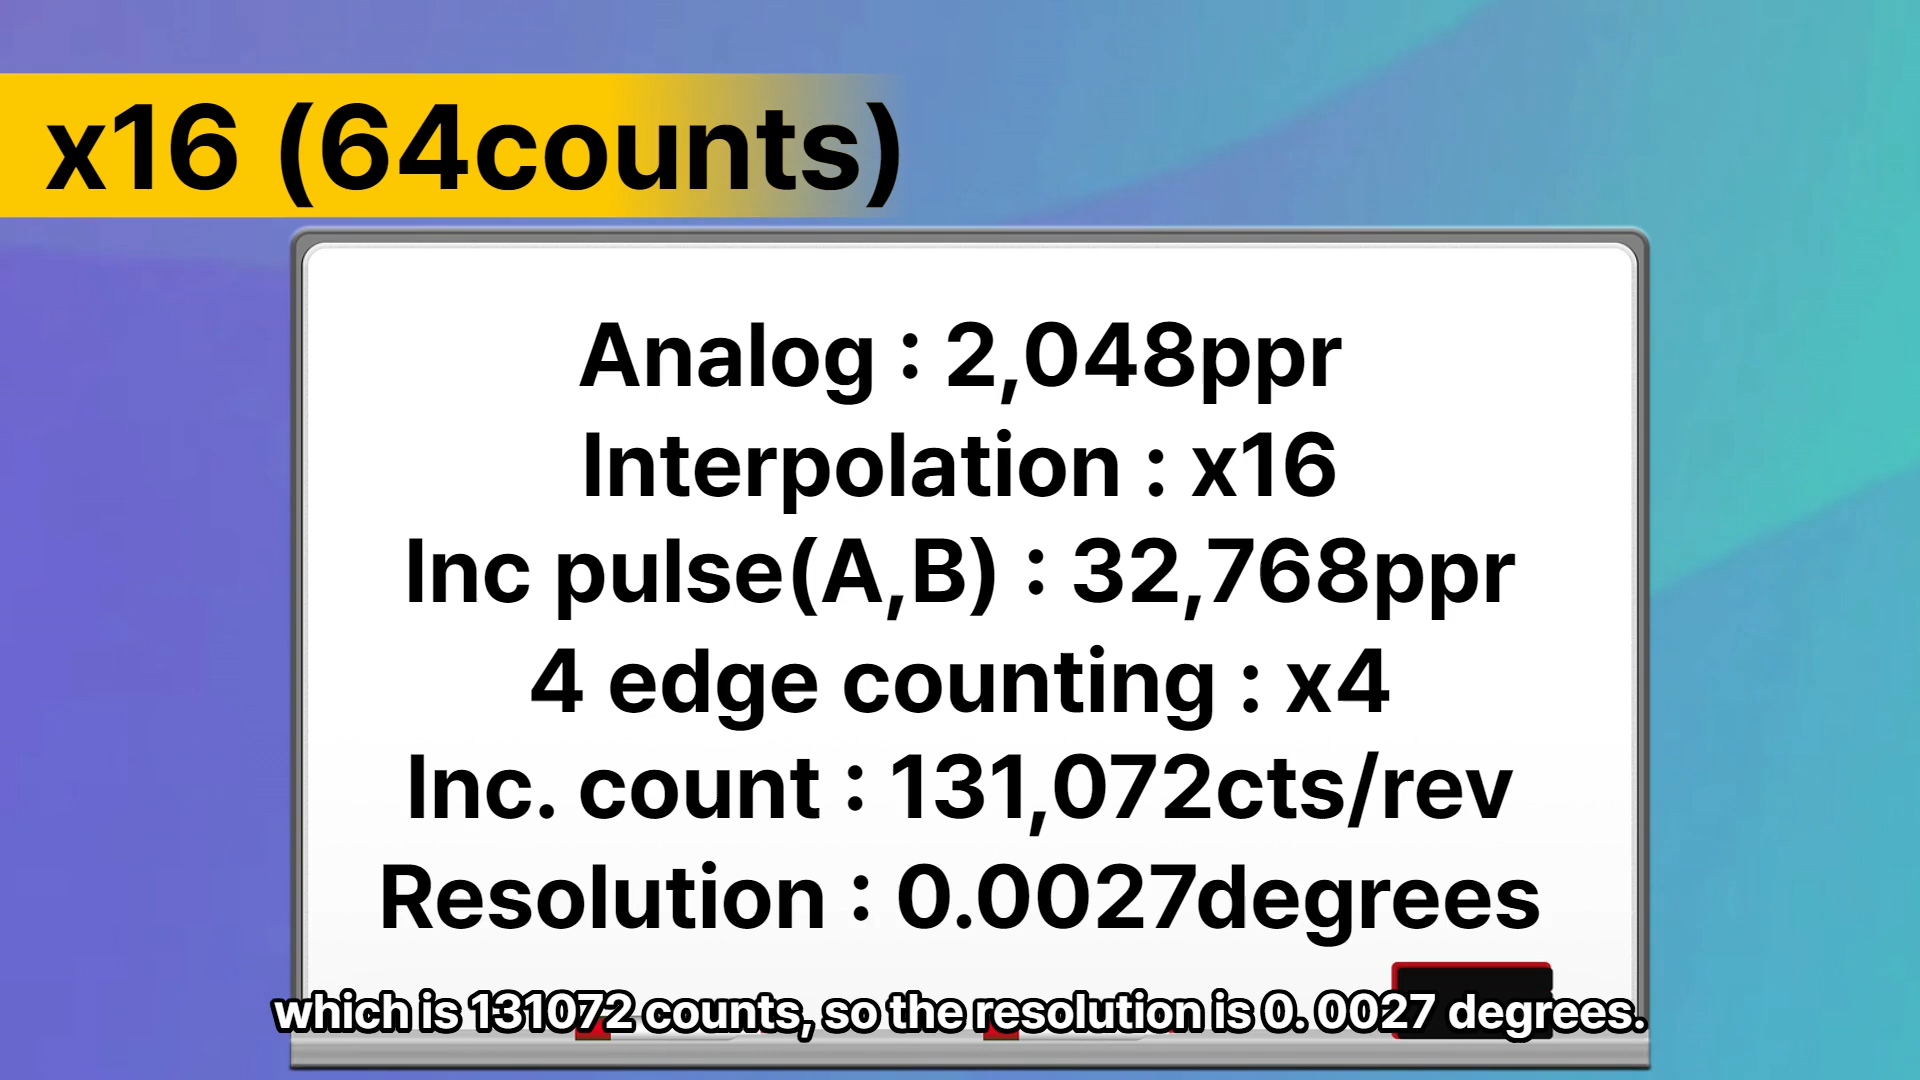 x16 (64counts)
Analog : 2,048ppr
Interpolation : x16
Inc pulse(A,B) : 32,768ppr
4 edge counting : x4
Inc. count : 131,072cts/rev
Resolution : 0.0027degrees
which is 131072 counts, so the resolution is 0. 0027 degrees.